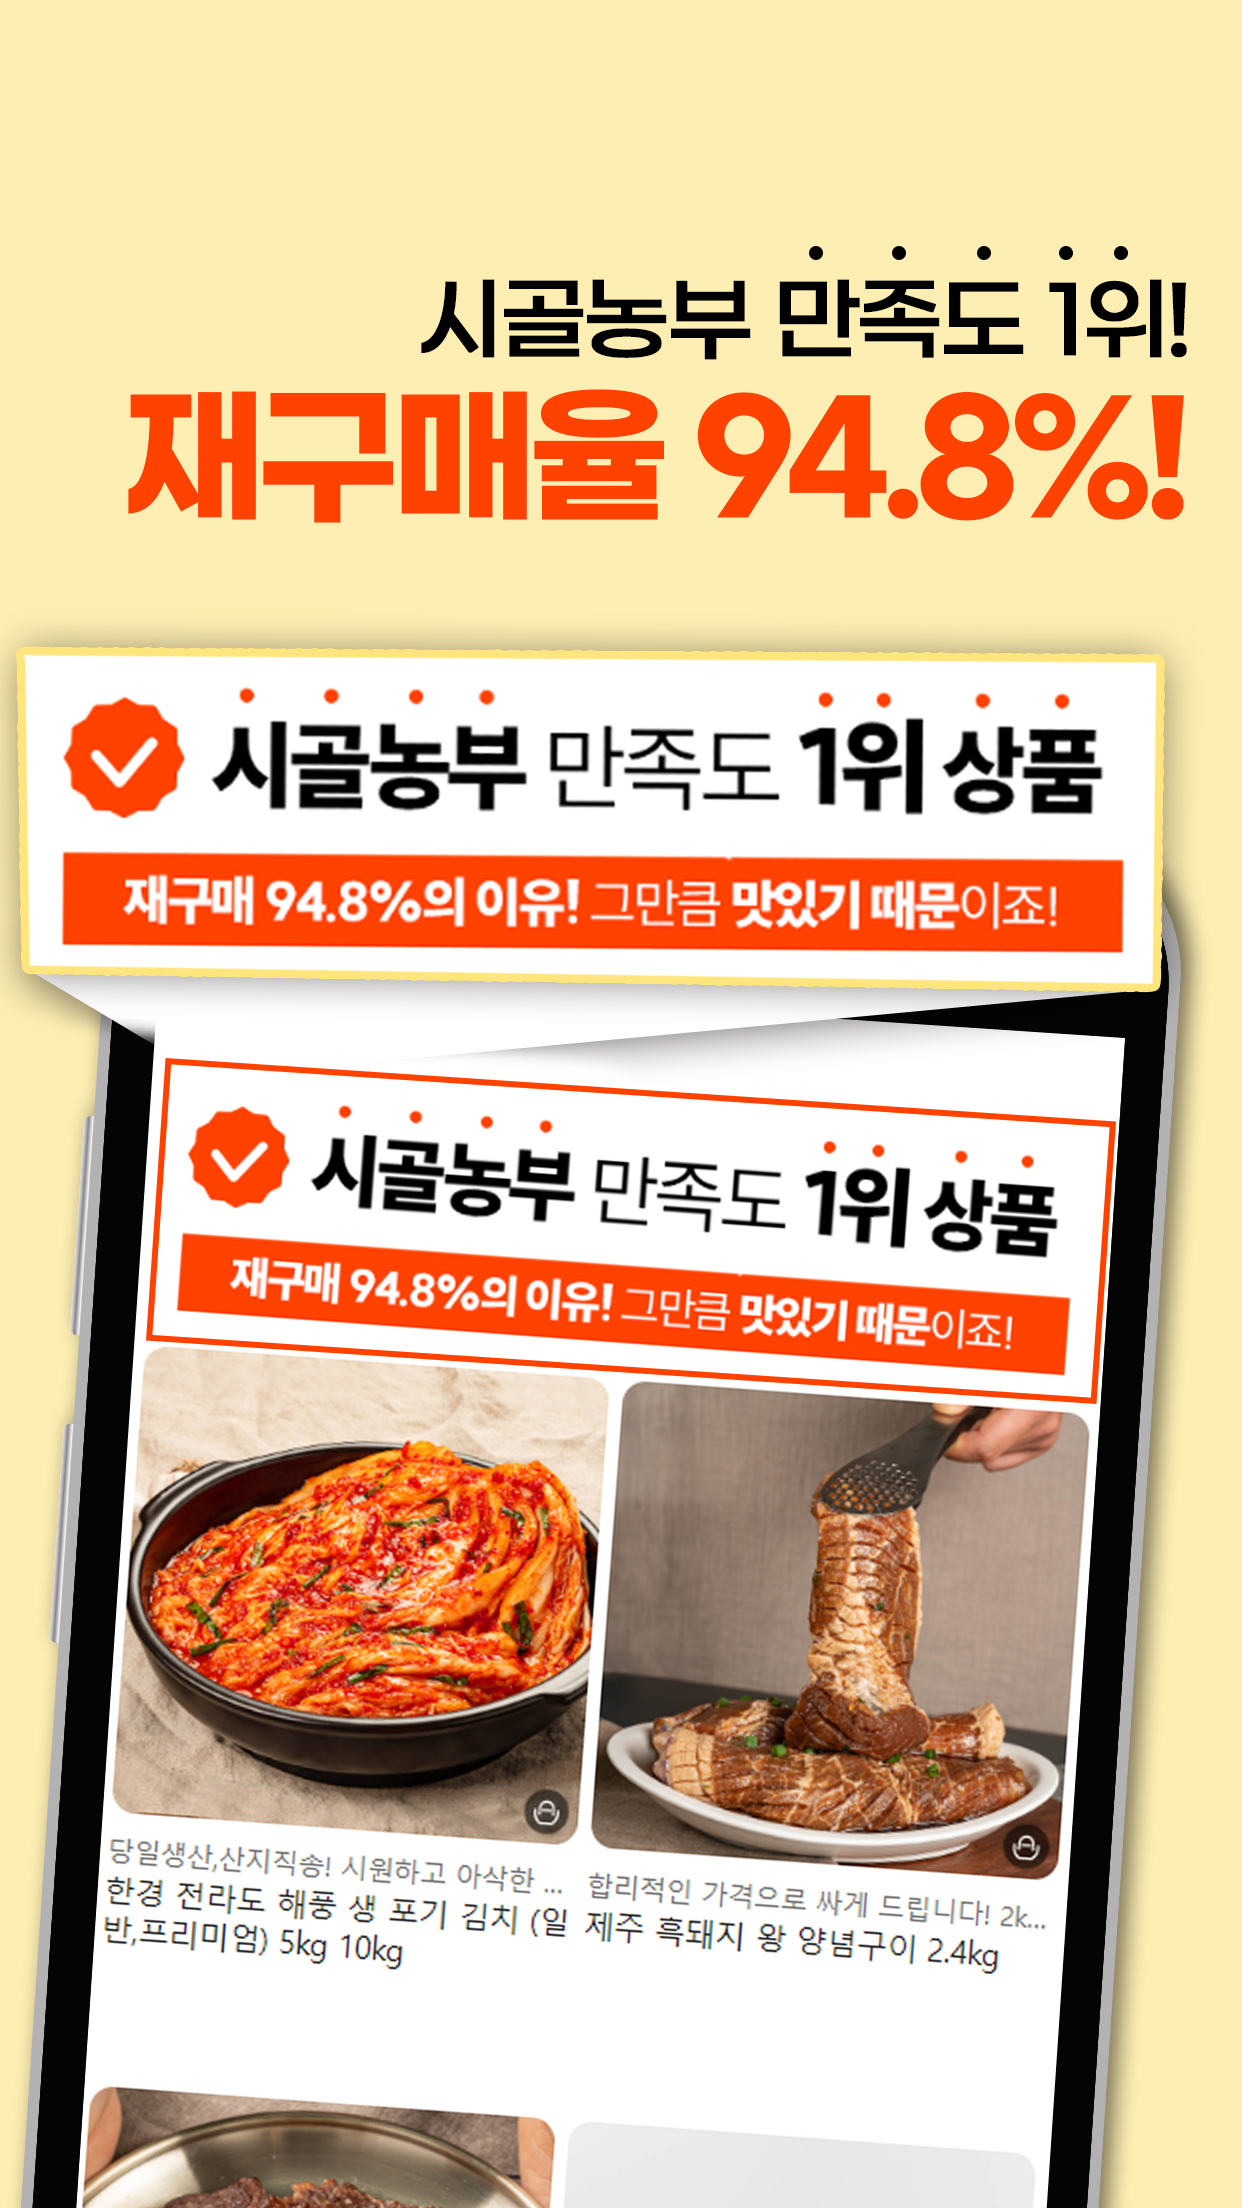 시골농부 만족도 1위!
재구매율 94.8%!
시골농부 만족도 1위 상품
재구매 94.8%의 이유! 그만큼 맛있기 때문이죠!
시골농부 만족도 1위 상품
재구매 94.8%의 이유! 그만큼 맛있기 때문이죠!
당일생산,산지직송! 시원하고 아삭한 ...
한경 전라도 해풍 생 포기 김치 (일
반,프리미엄) 5kg 10kg
합리적인 가격으로 싸게 드립니다! 2k...
제주 흑돼지 왕 양념구이 2.4kg